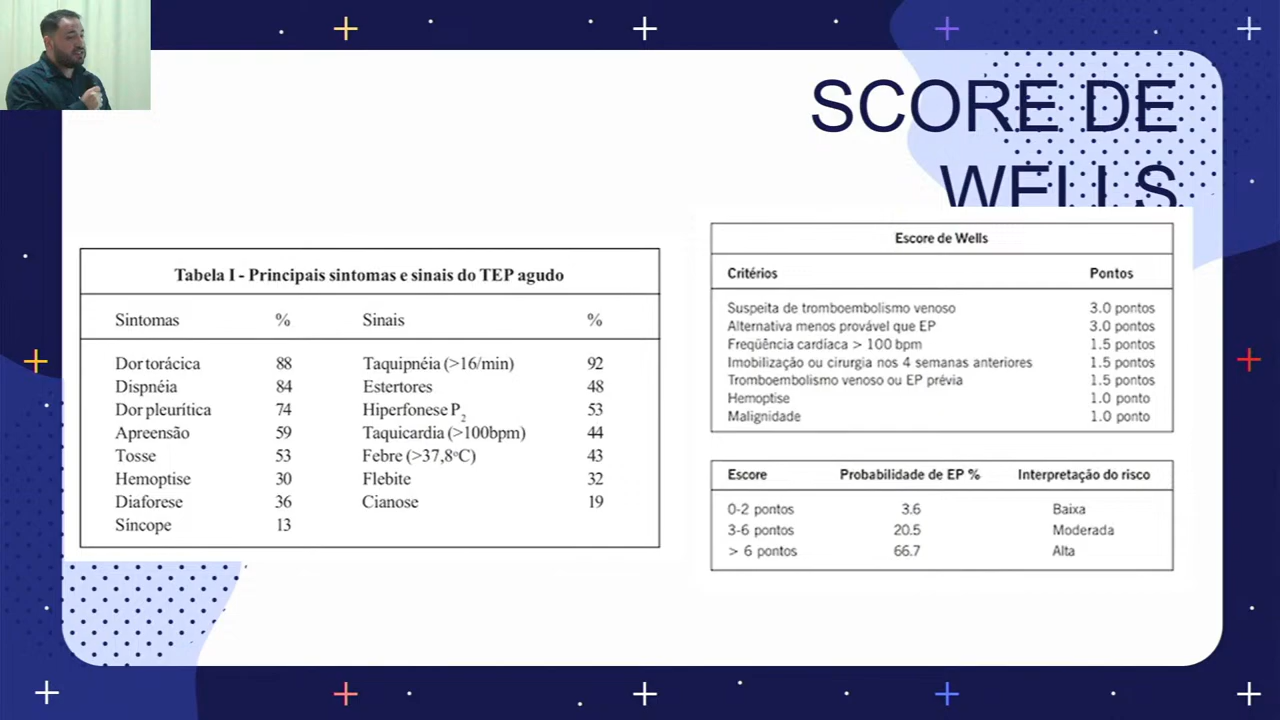 SCORE DE
WELLS
Tabela I - Principais sintomas e sinais do TEP agudo
Sintomas % Sinais %
Dor torácica 88 Taquipnéia (>16/min) 92
Dispnéia 84 Estertores 48
Dor pleurítica 74 Hiperfonese P2 53
Apreensão 59 Taquicardia (>100bpm) 44
Tosse 53 Febre (>37,8ºC) 43
Hemoptise 30 Flebite 32
Diaforese 36 Cianose 19
Síncope 13
Escore de Wells
Critérios Pontos
Suspeita de tromboembolismo venoso 3.0 pontos
Alternativa menos provável que EP 3.0 pontos
Freqüência cardíaca > 100 bpm 1.5 pontos
Imobilização ou cirurgia nos 4 semanas anteriores 1.5 pontos
Tromboembolismo venoso ou EP prévia 1.5 pontos
Hemoptise 1.0 ponto
Malignidade 1.0 ponto
Escore Probabilidade de EP % Interpretação do risco
0-2 pontos 3.6 Baixa
3-6 pontos 20.5 Moderada
> 6 pontos 66.7 Alta